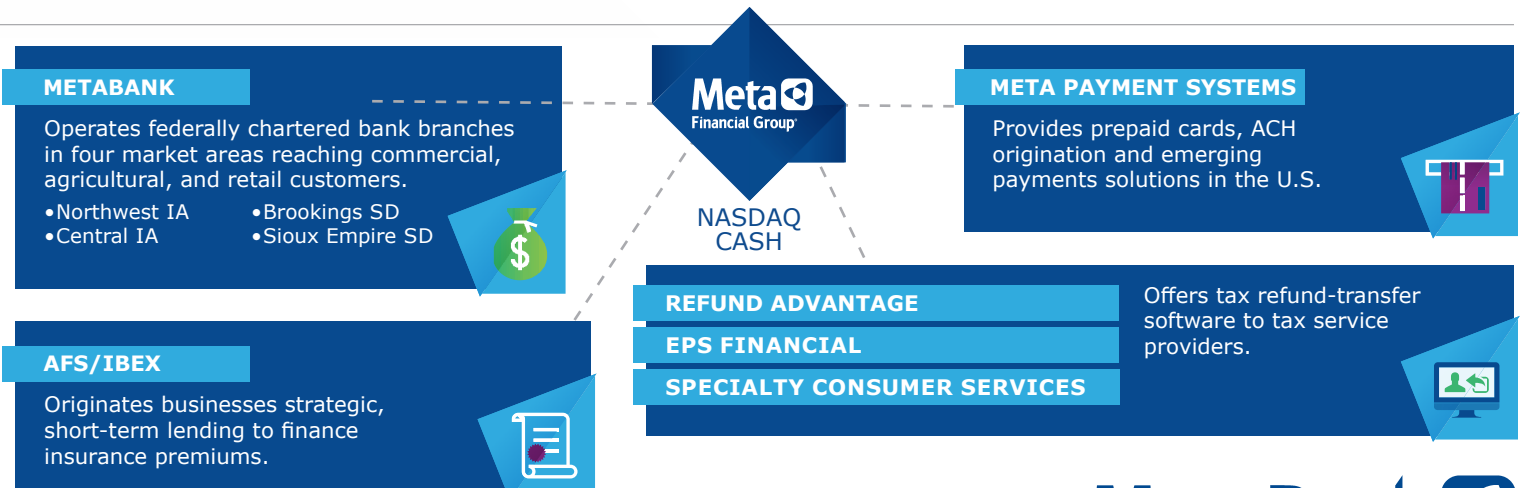 METABANK
Operates federally chartered bank branches
in four market areas reaching commercial,
agricultural, and retail customers.
•Northwest IA •Brookings SD
•Central IA •Sioux Empire SD
Meta
Financial Group
NASDAQ
CASH
META PAYMENT SYSTEMS
Provides prepaid cards, ACH
origination and emerging
payments solutions in the U.S.
AFS/IBEX
Originates businesses strategic,
short-term lending to finance
insurance premiums.
REFUND ADVANTAGE
EPS FINANCIAL
SPECIALTY CONSUMER SERVICES
Offers tax refund-transfer
software to tax service
providers.